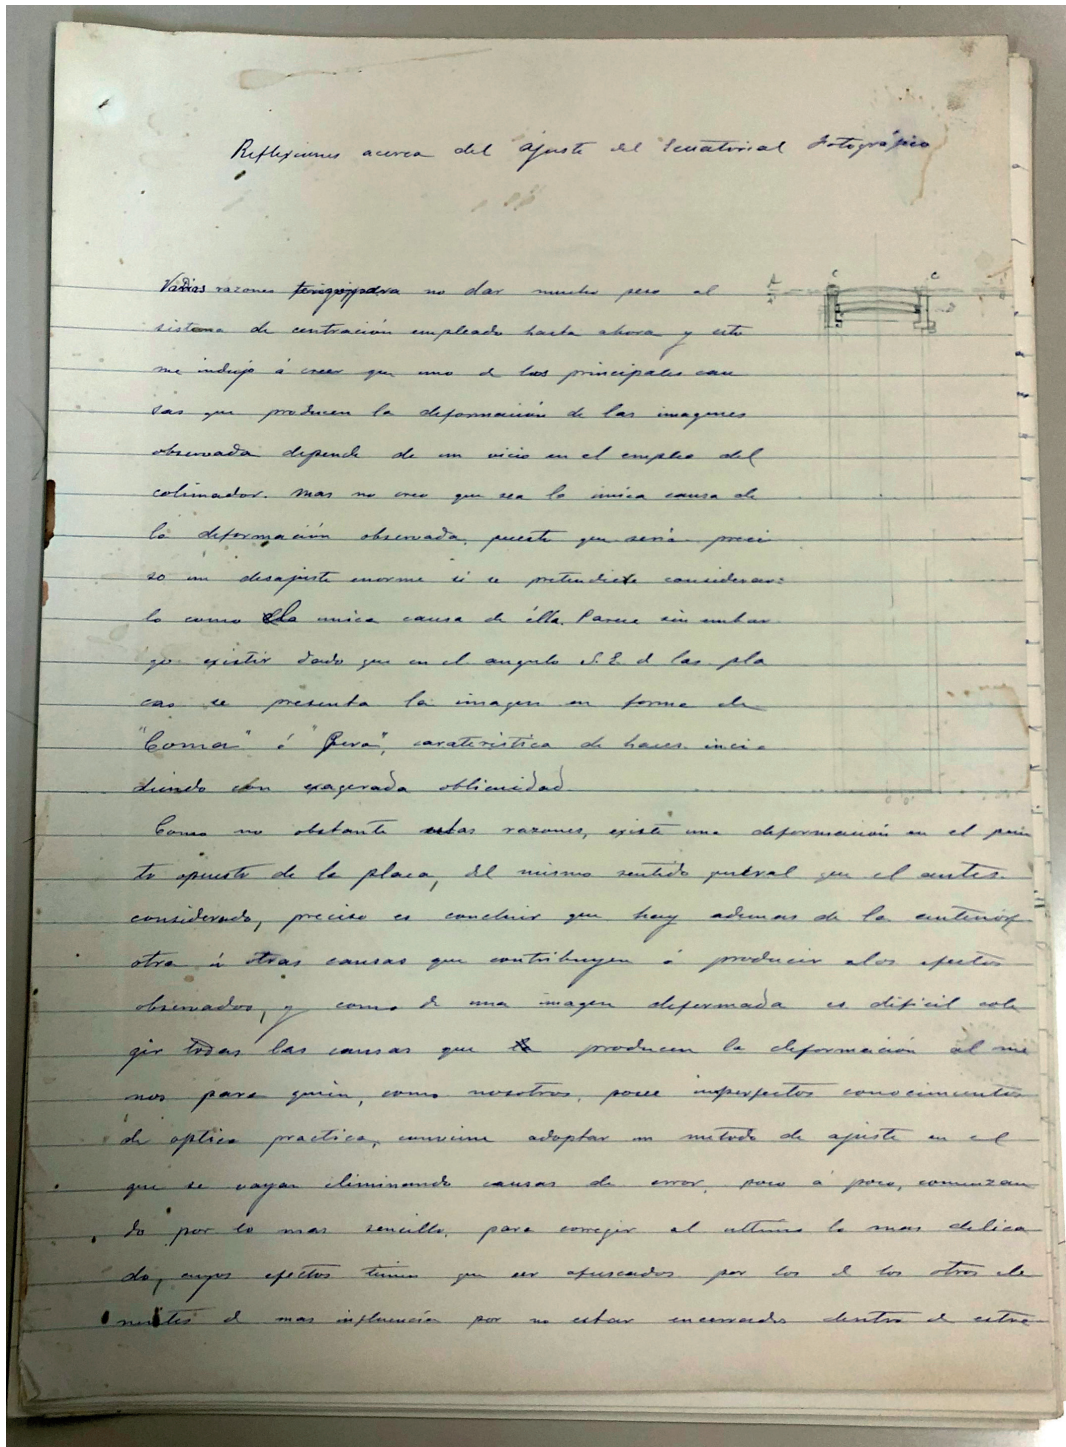 Reflexiones acerca del ajuste del Ecuatorial fotográfico
Varias razones tengo para no dar mucho peso al
sistema de centración empleado hasta ahora y esto
me indujo á creer que uno de las principales cau
sas que producen la deformación de las imagenes
observada depende de un vicio en el empleo del
colimador. Mas no creo que sea la única causa de
la deformación observada, puesto que seria preci
so un desajuste enorme si se pretendiese considerar=
lo como la unica causa de élla. Parece sin embar
go existir dado que en el angulo S.E. d las pla
cas se presenta la imagen en forma de
"Coma" ó "Pera", caraterística de haces inci=
diendo con exagerada oblicuidad
Como no obstante estas razones, existe una deformación en el pun
to opuesto de la placa, del mismo sentido que el antes
considerado, preciso es concluir que hay ademas de la anterior
otra ú otras causas que contribuyen á producir los efectos
observados, y como de una imagen deformada es dificil cole
gir todas las causas que producen la deformación al me
nos para quien, como nosotros, posee imperfectos conocimientos
de optica practica, conviene adoptar un metodo de ajuste en el
que se vayan eliminando causas de error, poco á poco, comenzan
do por lo mas sencillo, para corregir al ultimo lo mas delica
do, cuyos efectos tienen que ser ofuscados por los d los otros ele
mentos d mas influencia por no estar encerrados dentro d estre
C
C